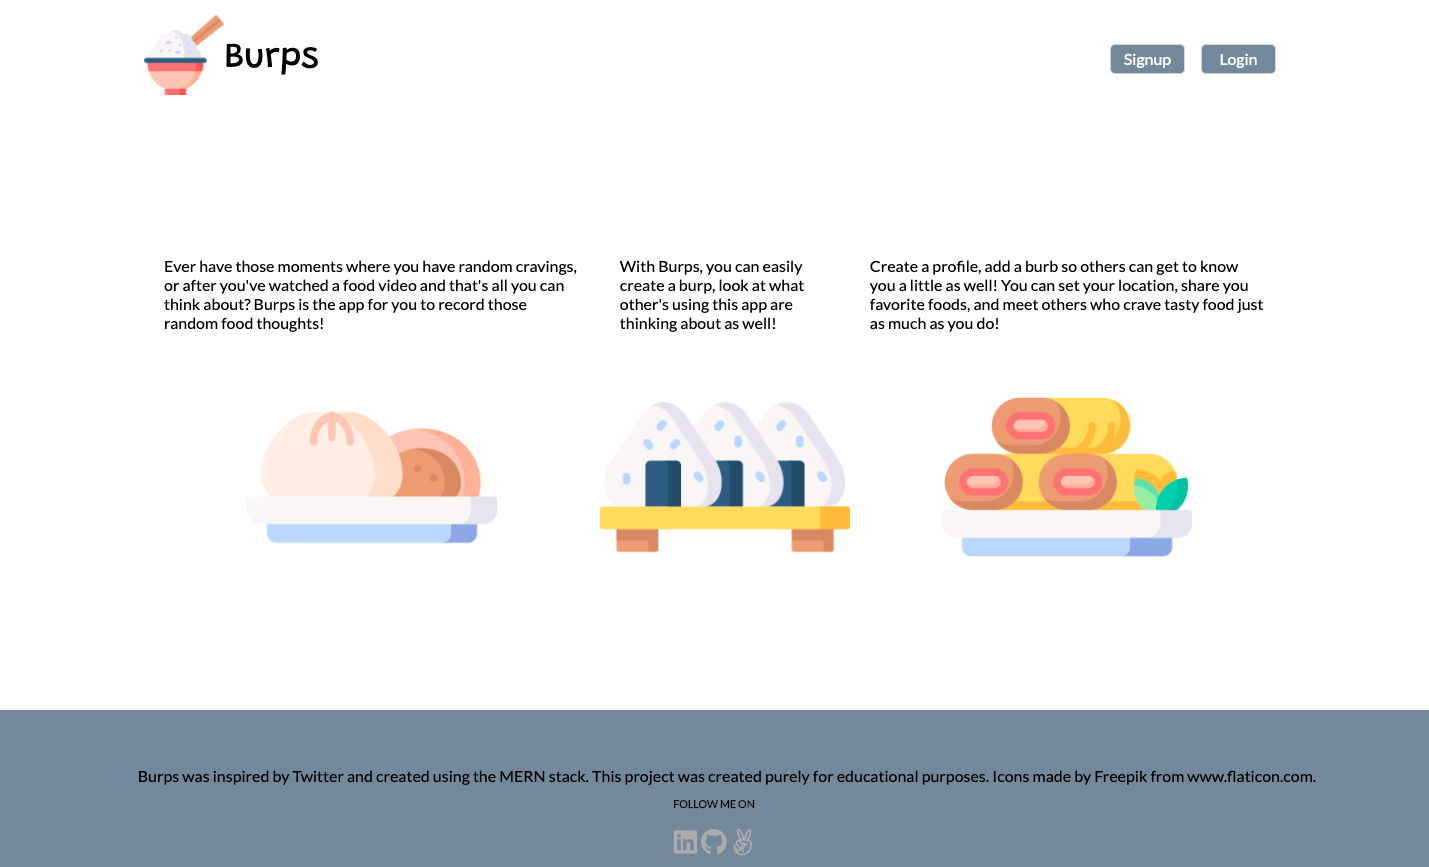 Burps
Signup
Login
Ever have those moments where you have random cravings,
or after you've watched a food video and that's all you can
think about? Burps is the app for you to record those
random food thoughts!
With Burps, you can easily
create a burp, look at what
other's using this app are
thinking about as well!
Create a profile, add a burb so others can get to know
you a little as well! You can set your location, share you
favorite foods, and meet others who crave tasty food just
as much as you do!
Burps was inspired by Twitter and created using the MERN stack. This project was created purely for educational purposes. Icons made by Freepik from www.flaticon.com.
FOLLOW ME ON
in